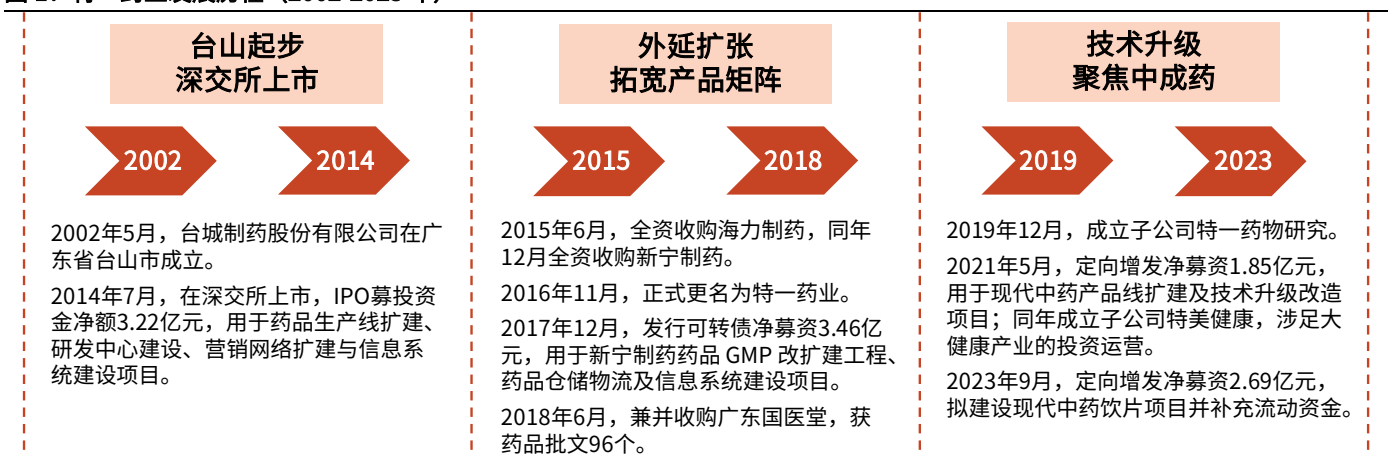 台山起步
深交所上市
2002
2014
2002年5月，台城制药股份有限公司在广
东省台山市成立。
2014年7月，在深交所上市，IPO募投资
金净额3.22亿元，用于药品生产线扩建、
研发中心建设、营销网络扩建与信息系
统建设项目。
外延扩张
拓宽产品矩阵
2015
2018
2015年6月，全资收购海力制药，同年
12月全资收购新宁制药。
2016年11月，正式更名为特一药业。
2017年12月，发行可转债净募资3.46亿
元，用于新宁制药药品 GMP 改扩建工程、
药品仓储物流及信息系统建设项目。
2018年6月，兼并收购广东国医堂，获
药品批文96个。
技术升级
聚焦中成药
2019
2023
2019年12月，成立子公司特一药物研究。
2021年5月，定向增发净募资1.85亿元，
用于现代中药产品线扩建及技术升级改造
项目；同年成立子公司特美健康，涉足大
健康产业的投资运营。
2023年9月，定向增发净募资2.69亿元，
拟建设现代中药饮片项目并补充流动资金。